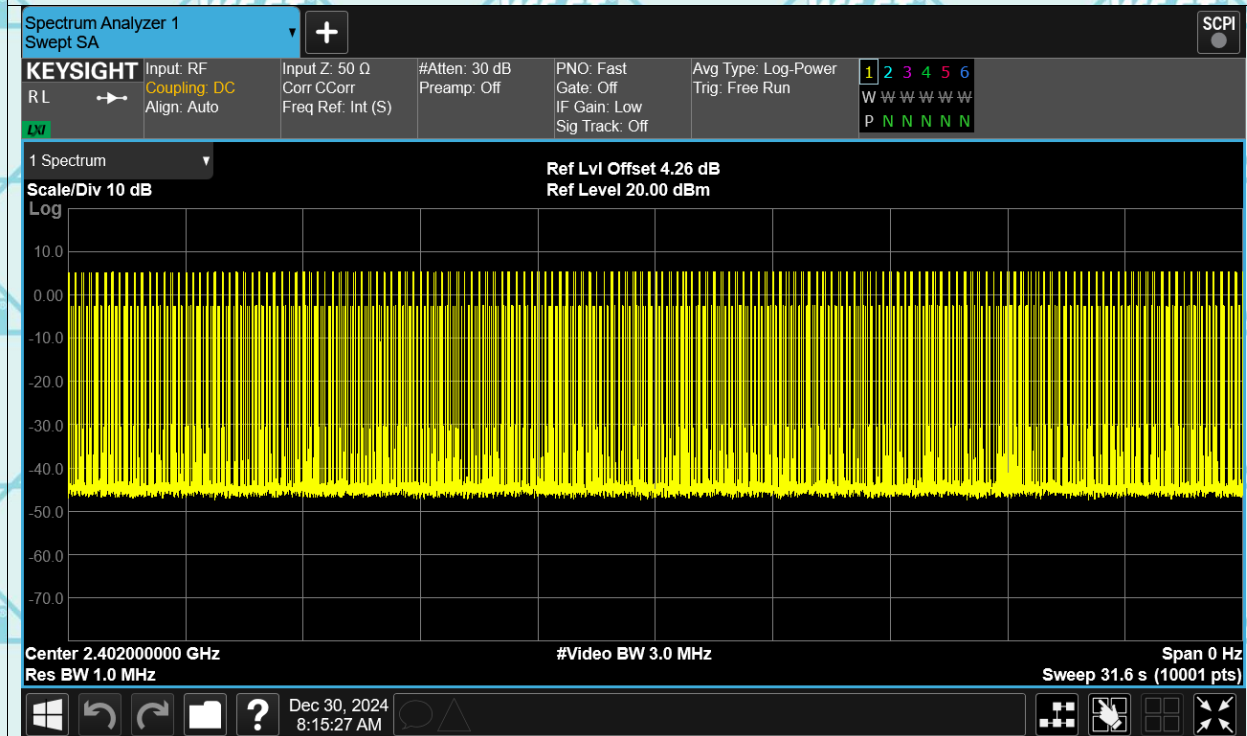 Spectrum Analyzer 1
Swept SA
+
SCPI
KEYSIGHT
R L
LXI
Input: RF
Coupling: DC
Align: Auto
Input Z: 50 Ω
Corr CCorr
Freq Ref: Int (S)
#Atten: 30 dB
Preamp: Off
PNO: Fast
Gate: Off
IF Gain: Low
Sig Track: Off
Avg Type: Log-Power
Trig: Free Run
1 2 3 4 5 6
W W W W W W
P N N N N N
1 Spectrum
Scale/Div 10 dB
Ref Lvl Offset 4.26 dB
Ref Level 20.00 dBm
Log
10.0
0.00
-10.0
-20.0
-30.0
-40.0
-50.0
-60.0
-70.0
Center 2.402000000 GHz
#Video BW 3.0 MHz
Span 0 Hz
Res BW 1.0 MHz
Sweep 31.6 s (10001 pts)
?
Dec 30, 2024
8:15:27 AM